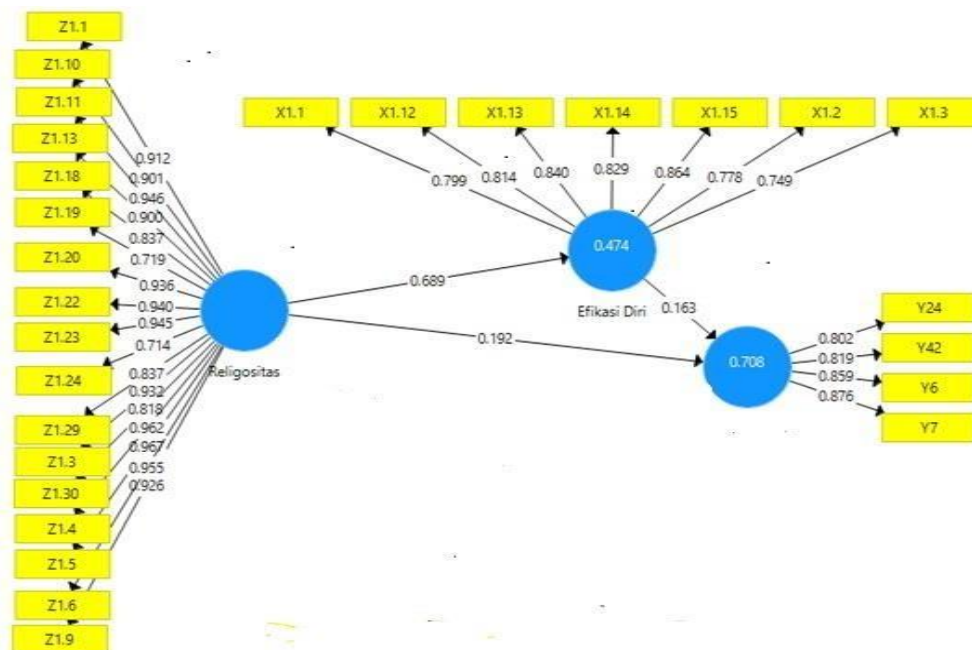 Z1.1
Z1.10
Z1.11
Z1.13
Z1.18
Z1.19
Z1.20
Z1.22
Z1.23
Z1.24
Z1.29
Z1.3
Z1.30
Z1.4
Z1.5
Z1.6
Z1.9
0.912
0.901
0.946
0.900
0.837
0.719
0.936
0.940
0.945
0.714
0.837
0.932
0.818
0.962
0.967
0.955
0.926
Religositas
X1.1 X1.12 X1.13 X1.14 X1.15 X1.2 X1.3
0.799 0.814 0.840 0.829 0.864 0.778 0.749
0.474
Efikasi Diri
0.689
0.163
0.192
0.708
0.802
0.819
0.859
0.876
Y24
Y42
Y6
Y7